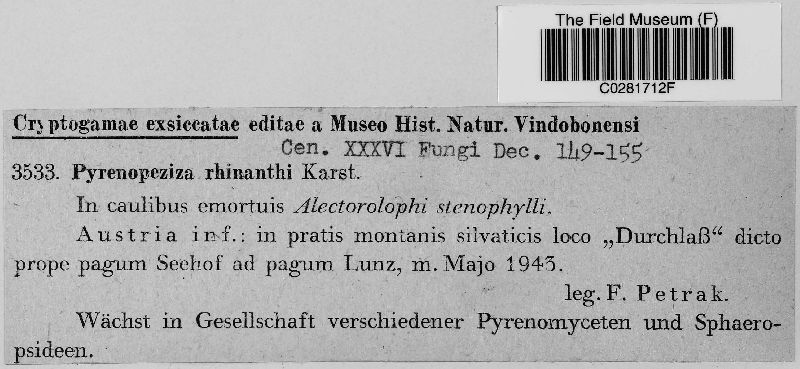 The Field Museum (F)
C0281712F
Cryptogamae exsiccatae editae a Museo Hist. Natur. Vindobonensi
Cen. XXXVI Fungi Dec. 149-155
3533. Pyrenopeziza rhinanthi Karst.
In caulibus emortuis Alectorolophi stenophylli.
Austria inf.: in pratis montanis silvaticis loco „Durchlaß“ dicto
prope pagum Seehof ad pagum Lunz, m. Majo 1943.
leg. F. Petrak.
Wächst in Gesellschaft verschiedener Pyrenomyceten und Sphaero-
psideen.